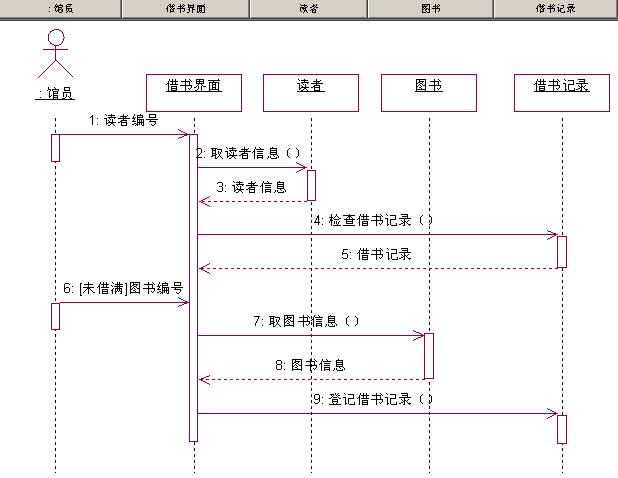 : 馆员
借书界面
读者
图书
借书记录
: 馆员
借书界面
读者
图书
借书记录
1: 读者编号
2: 取读者信息（）
3: 读者信息
4: 检查借书记录（）
5: 借书记录
6: [未借满]图书编号
7: 取图书信息（）
8: 图书信息
9: 登记借书记录（）